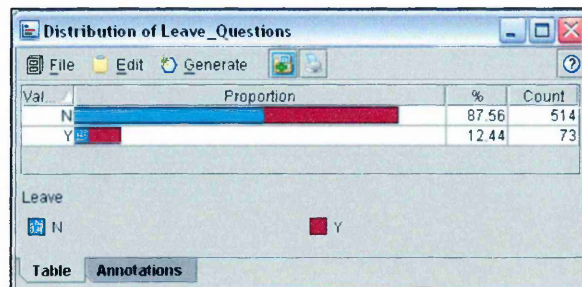 Distribution of Leave_Questions
File Edit Generate
Val... Proportion % Count
N 87.56 514
Y 12.44 73
Leave
N Y
Table Annotations